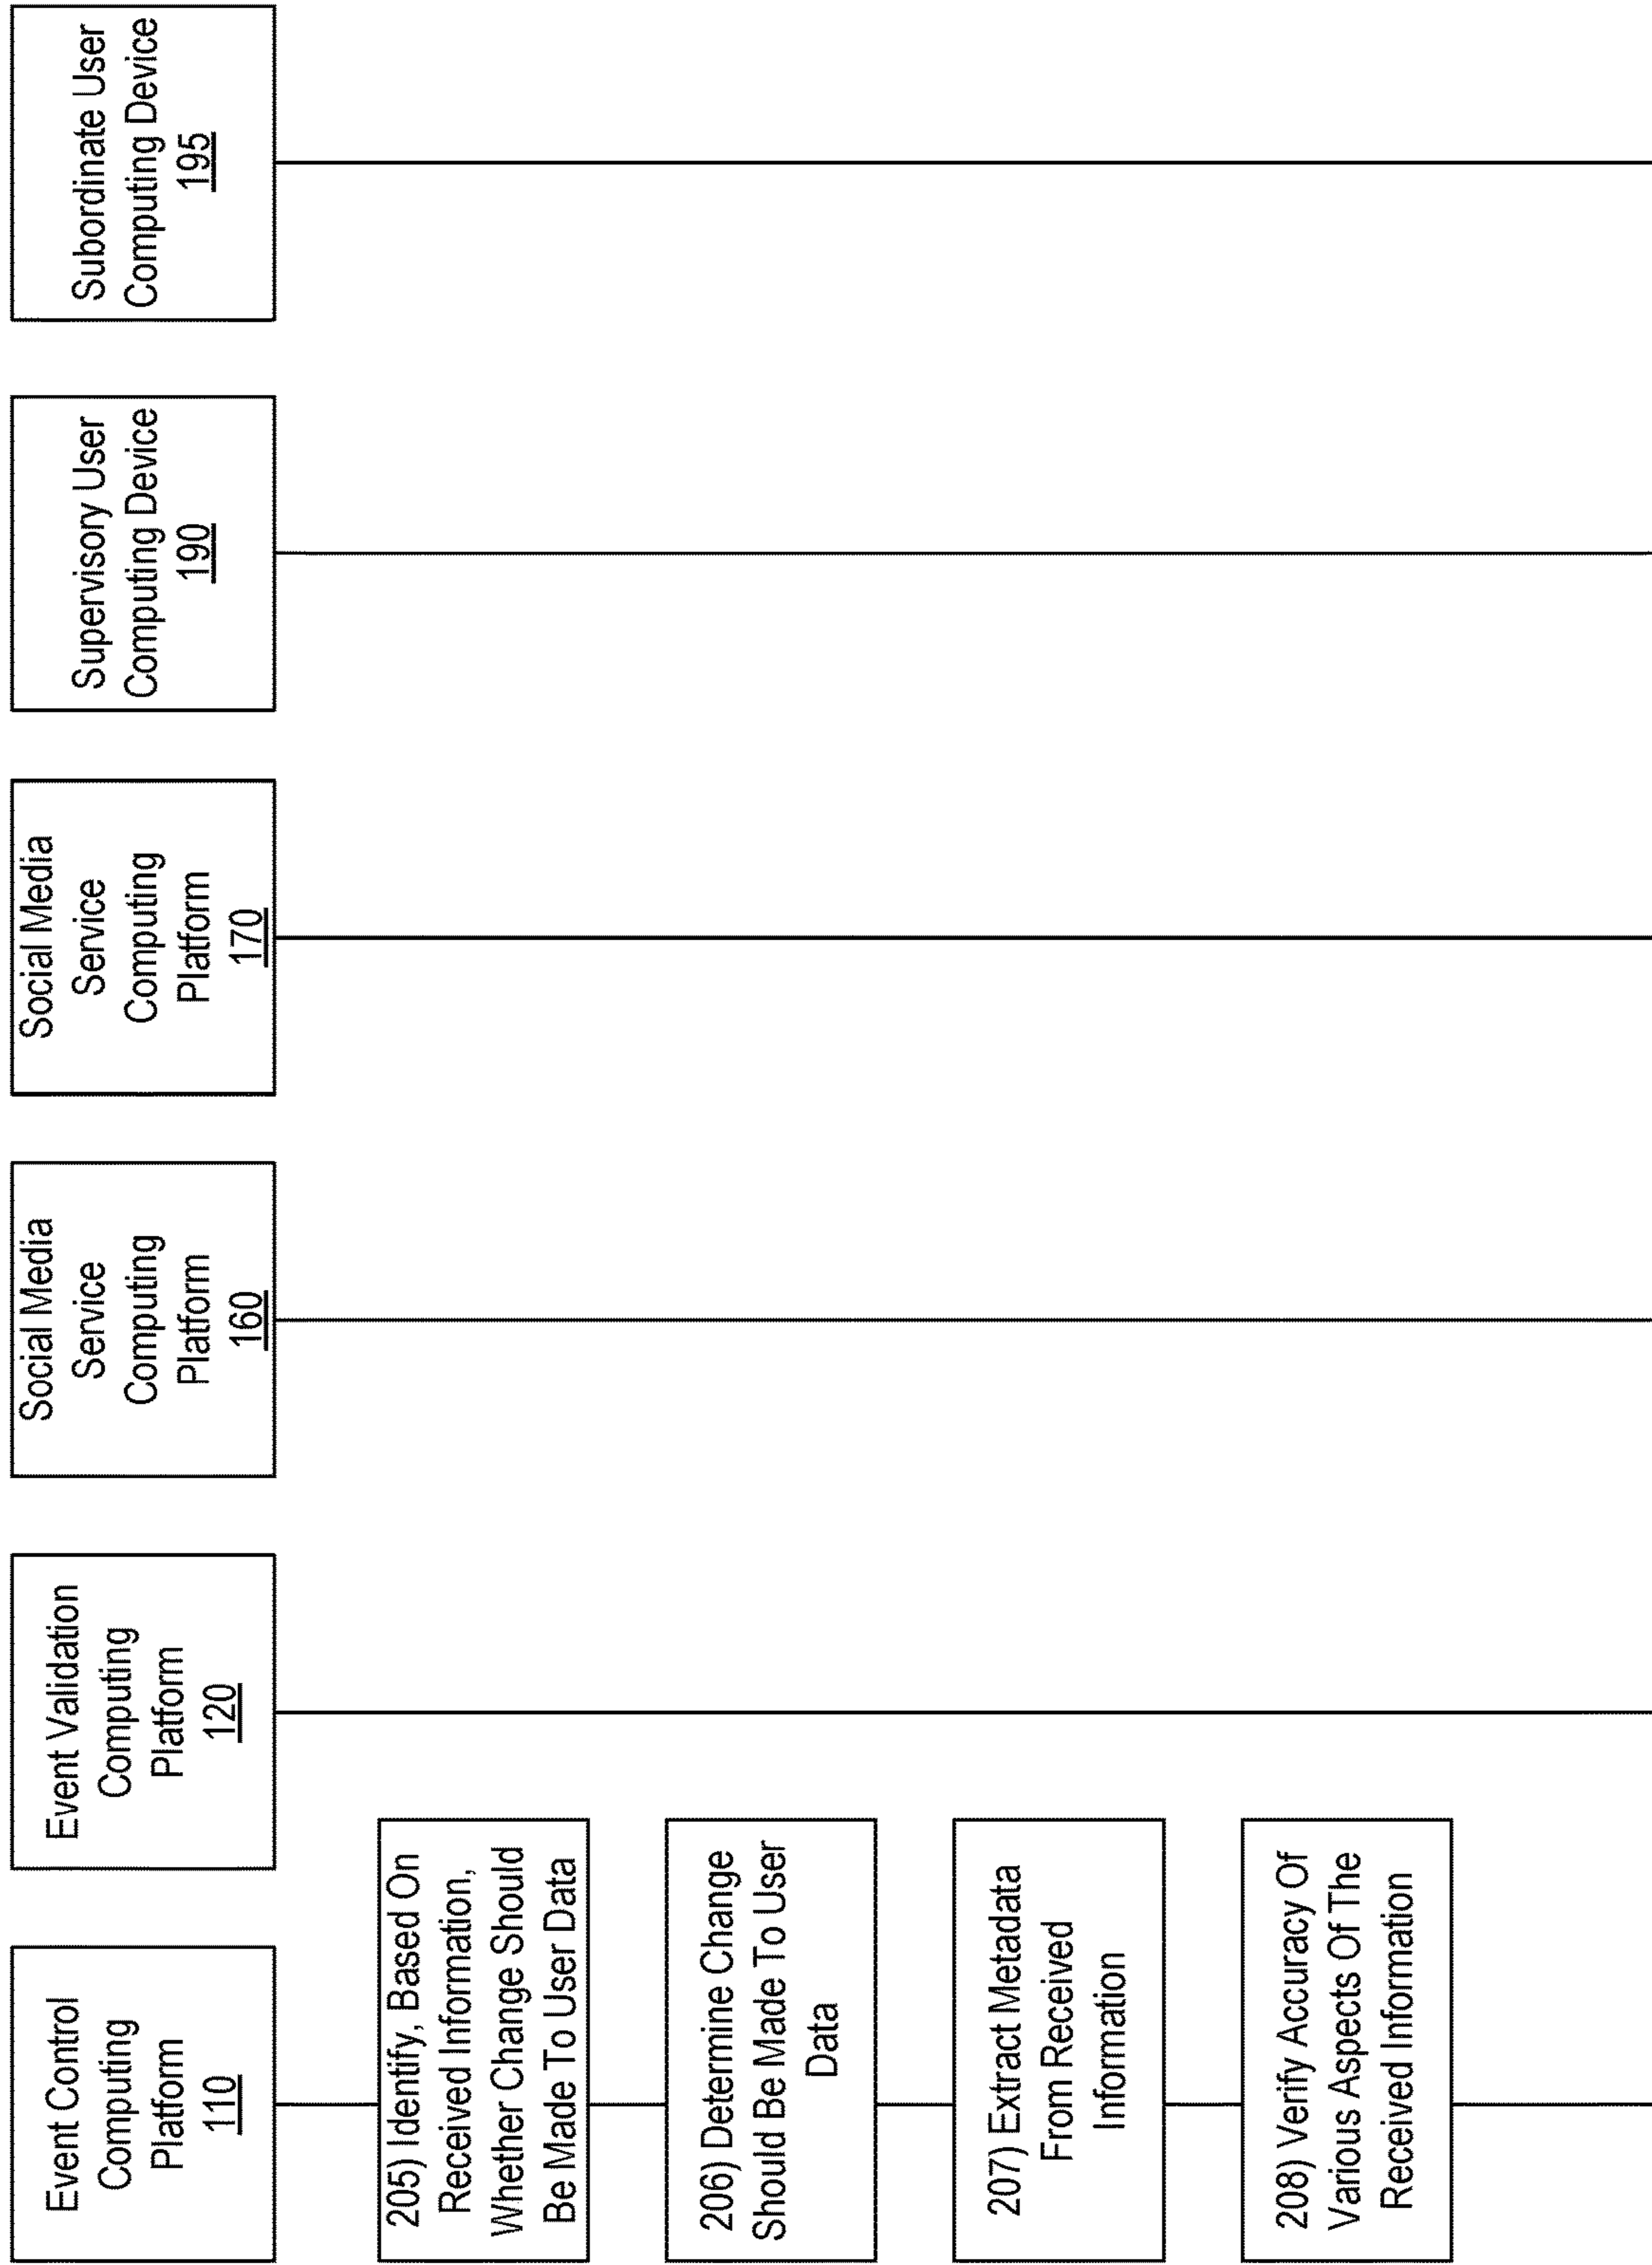 Event Control
Computing
Platform
110
Event Validation
Computing
Platform
120
Social Media
Service
Computing
Platform
160
Social Media
Service
Computing
Platform
170
Supervisory User
Computing Device
190
Subordinate User
Computing Device
195
205) Identify, Based On
Received Information,
Whether Change Should
Be Made To User Data
206) Determine Change
Should Be Made To User
Data
207) Extract Metadata
From Received
Information
208) Verify Accuracy Of
Various Aspects Of The
Received Information